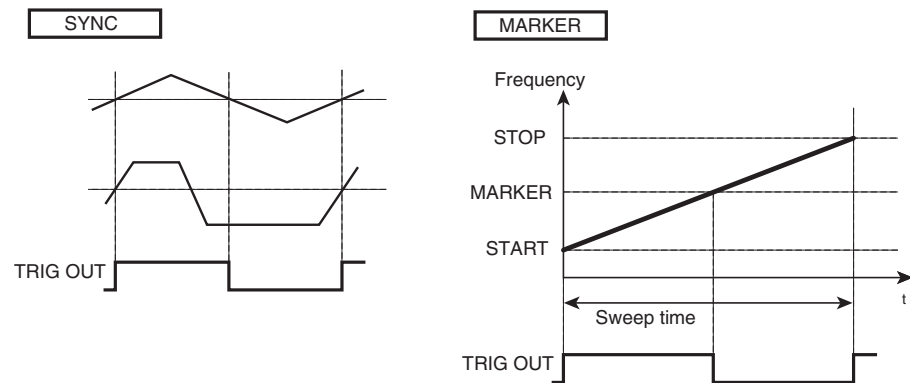 SYNC
TRIG OUT
MARKER
Frequency
STOP
MARKER
START
t
Sweep time
TRIG OUT